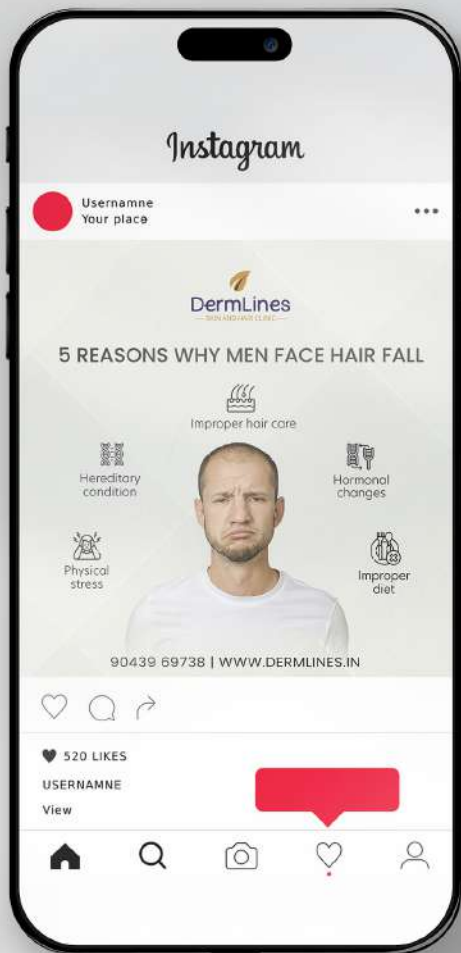 Instagram
Usernamne
Your place
DermLines
SKIN AND HAIR CLINIC
5 REASONS WHY MEN FACE HAIR FALL
Improper hair care
Hereditary
condition
Hormonal
changes
Physical
stress
Improper
diet
90439 69738 | WWW.DERMLINES.IN
520 LIKES
USERNAMNE
View